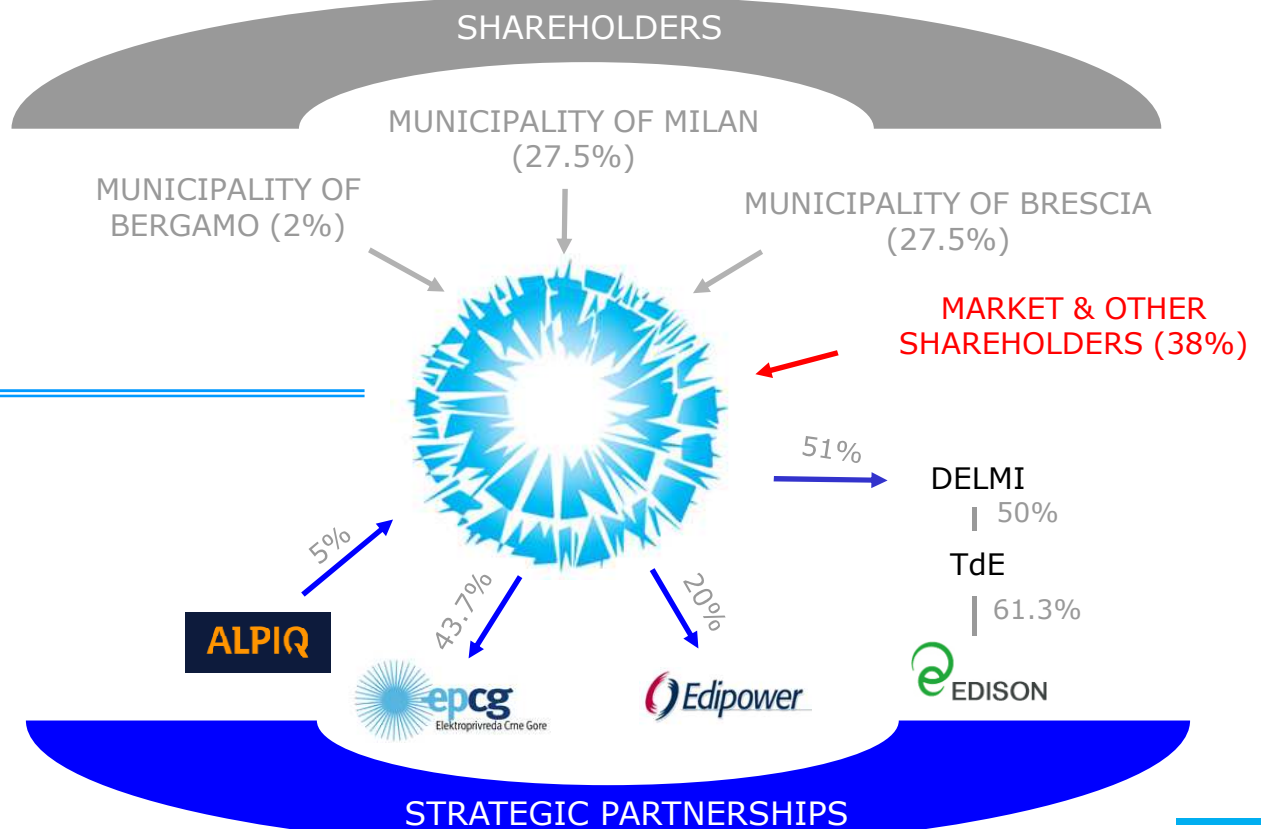 SHAREHOLDERS
MUNICIPALITY OF MILAN
(27.5%)
MUNICIPALITY OF
BERGAMO (2%)
MUNICIPALITY OF BRESCIA
(27.5%)
MARKET & OTHER
SHAREHOLDERS (38%)
51%
DELMI
50%
TdE
61.3%
EDISON
5%
ALPIQ
43.7%
epcg
Elektroprivreda Crne Gore
20%
Edipower
STRATEGIC PARTNERSHIPS